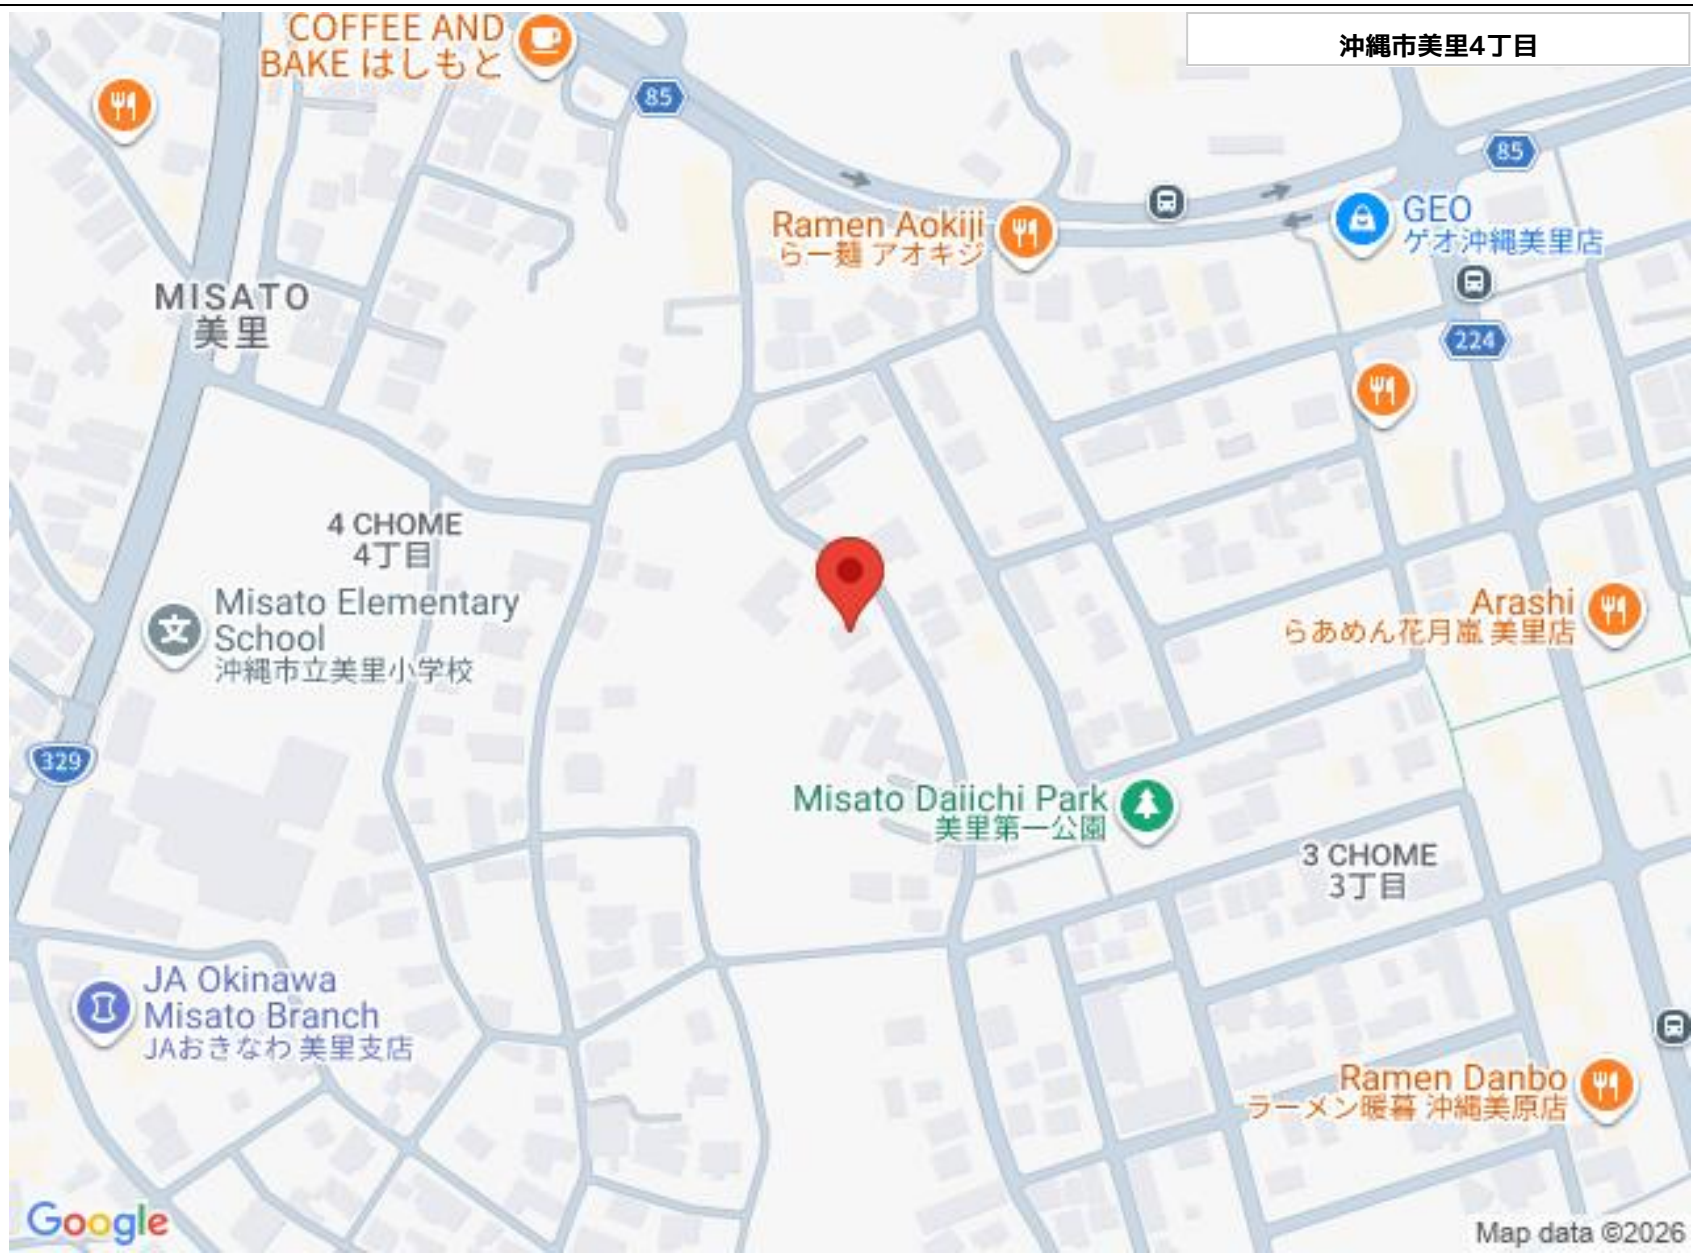 沖縄市美里4丁目
COFFEE AND
BAKE はしもと
85
85
Ramen Aokiji
らー麺 アオキジ
GEO
ゲオ沖縄美里店
MISATO
美里
224
4 CHOME
4丁目
Misato Elementary
School
沖縄市立美里小学校
文
Arashi
らあめん花月嵐 美里店
329
Misato Daiichi Park
美里第一公園
3 CHOME
3丁目
JA Okinawa
Misato Branch
JAおきなわ 美里支店
Ramen Danbo
ラーメン暖暮 沖縄美原店
Google
Map data ©2026